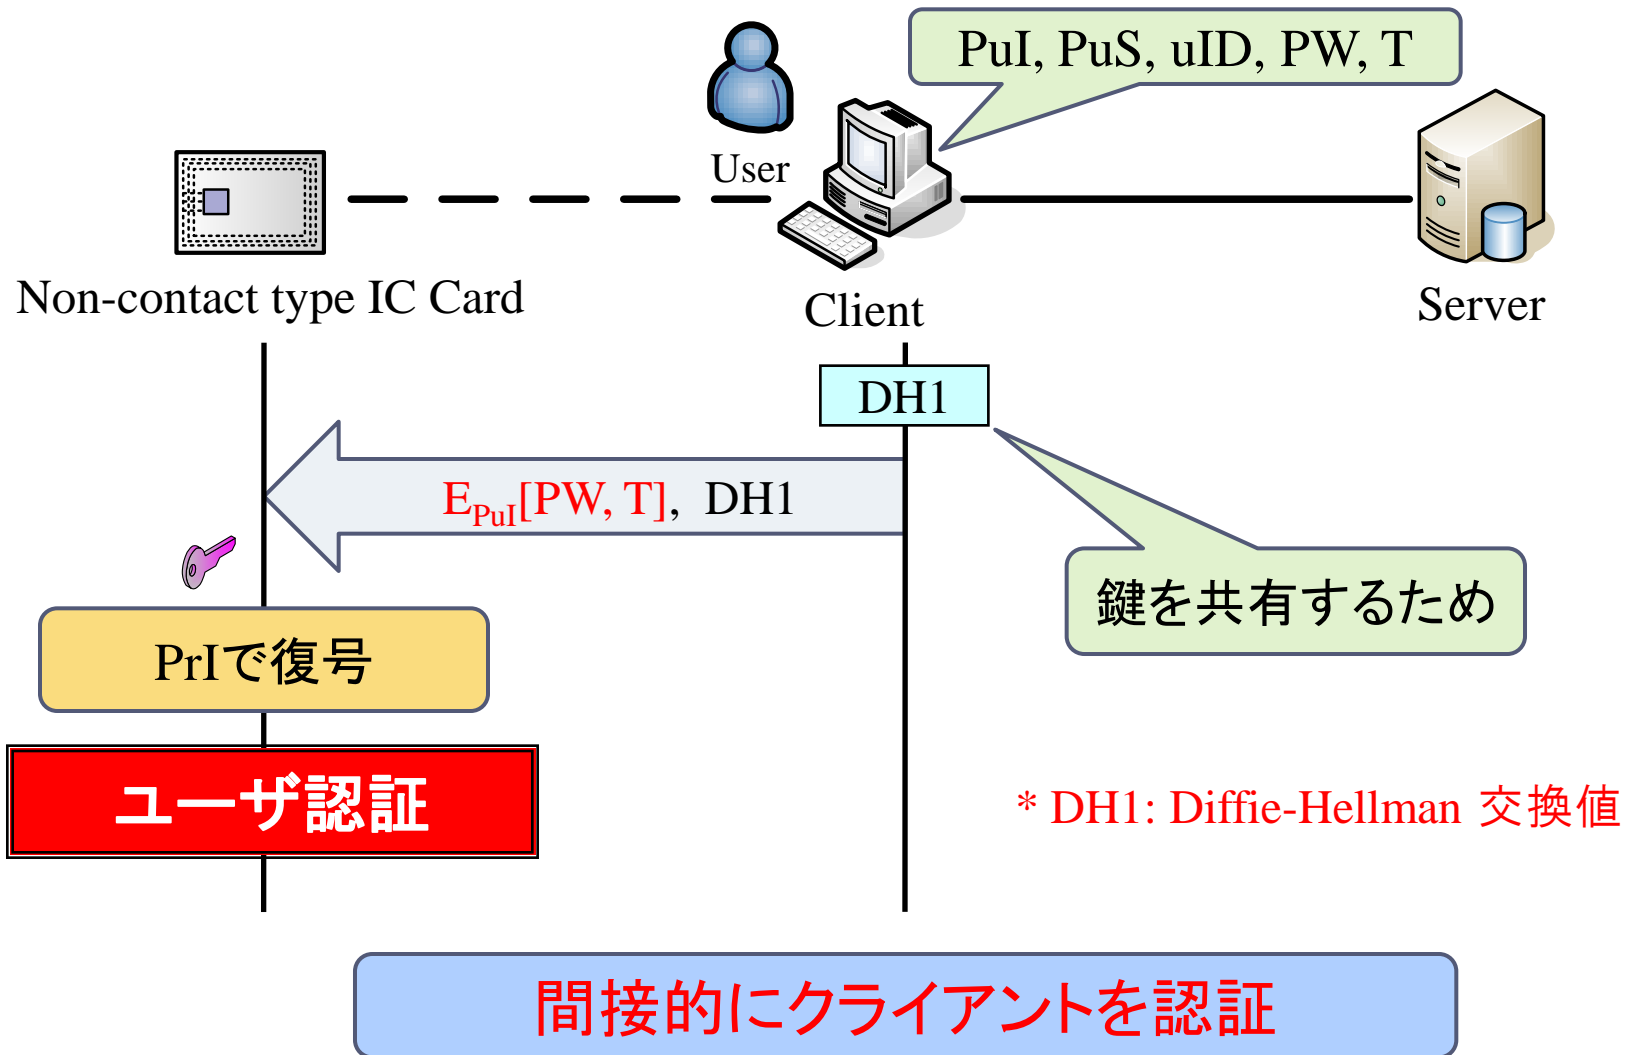 PuI, PuS, uID, PW, T
User
Non-contact type IC Card
Client
Server
DH1
E_PuI[PW, T], DH1
鍵を共有するため
PrIで復号
ユーザ認証
* DH1: Diffie-Hellman 交換値
間接的にクライアントを認証